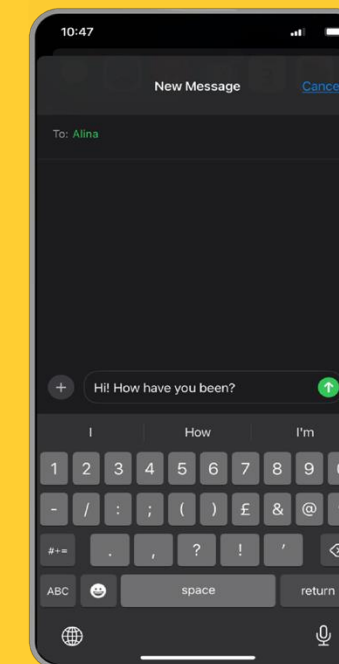 10:47
New Message
Cance
To: Alina
Hi! How have you been?
I How I'm
1 2 3 4 5 6 7 8 9
- / : ; ( ) £ & @
#+= . , ? ! ’
ABC space return